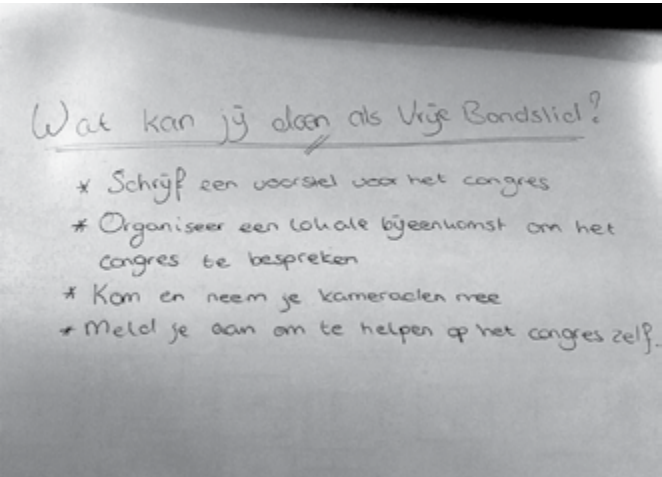 Wat kan jij doen als Vrije Bondslid?
* Schrijf een voorstel voor het congres
* Organiseer een lokale bijeenkomst om het
congres te bespreken
* Kom en neem je kameraden mee
* Meld je aan om te helpen op het congres zelf.